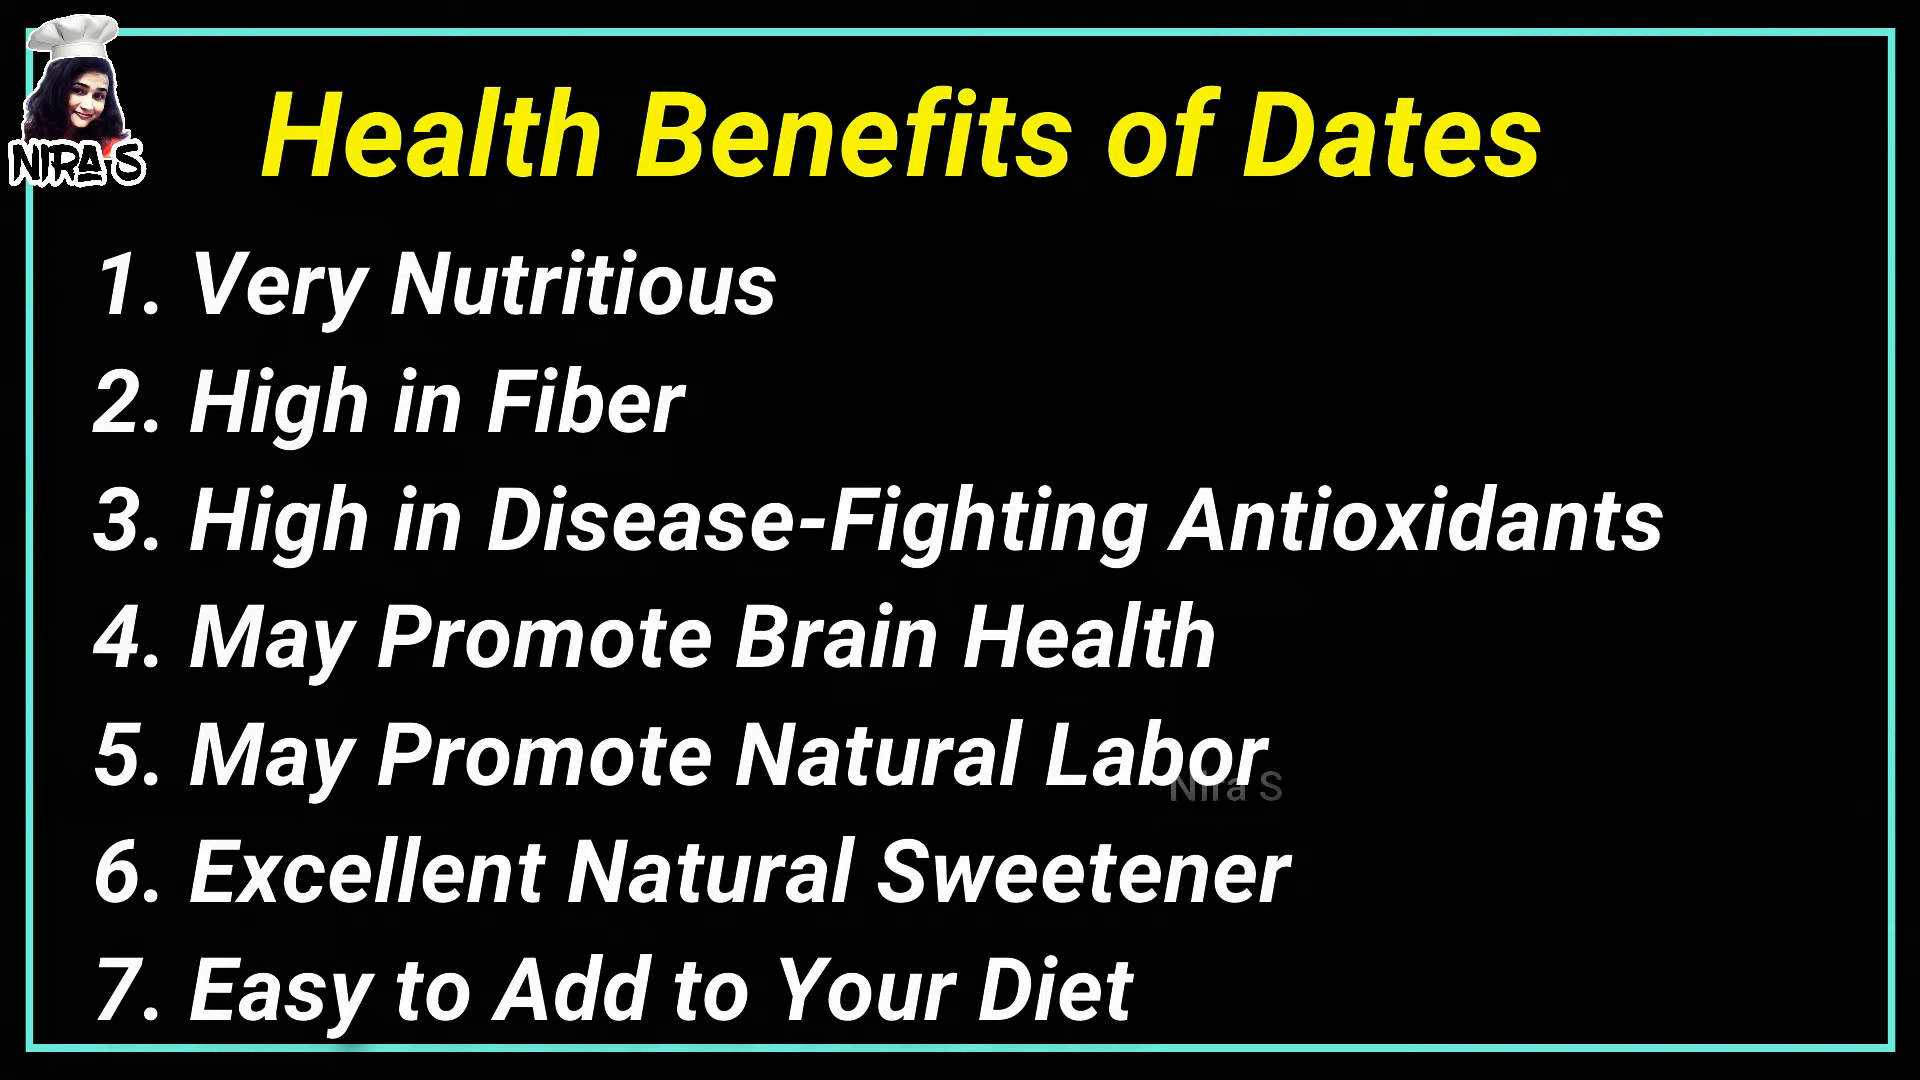 NIRA S
Health Benefits of Dates
1. Very Nutritious
2. High in Fiber
3. High in Disease-Fighting Antioxidants
4. May Promote Brain Health
5. May Promote Natural Labor
Nira S
6. Excellent Natural Sweetener
7. Easy to Add to Your Diet